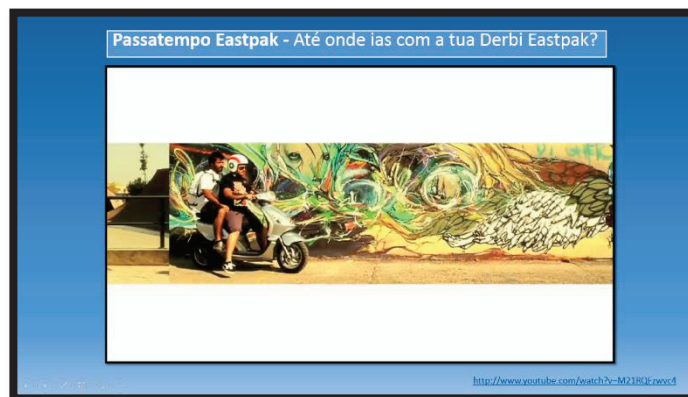 Passatempo Eastpak - Até onde ias com a tua Derbi Eastpak?
http://www.youtube.com/watch?v=M21RQFzwvc4